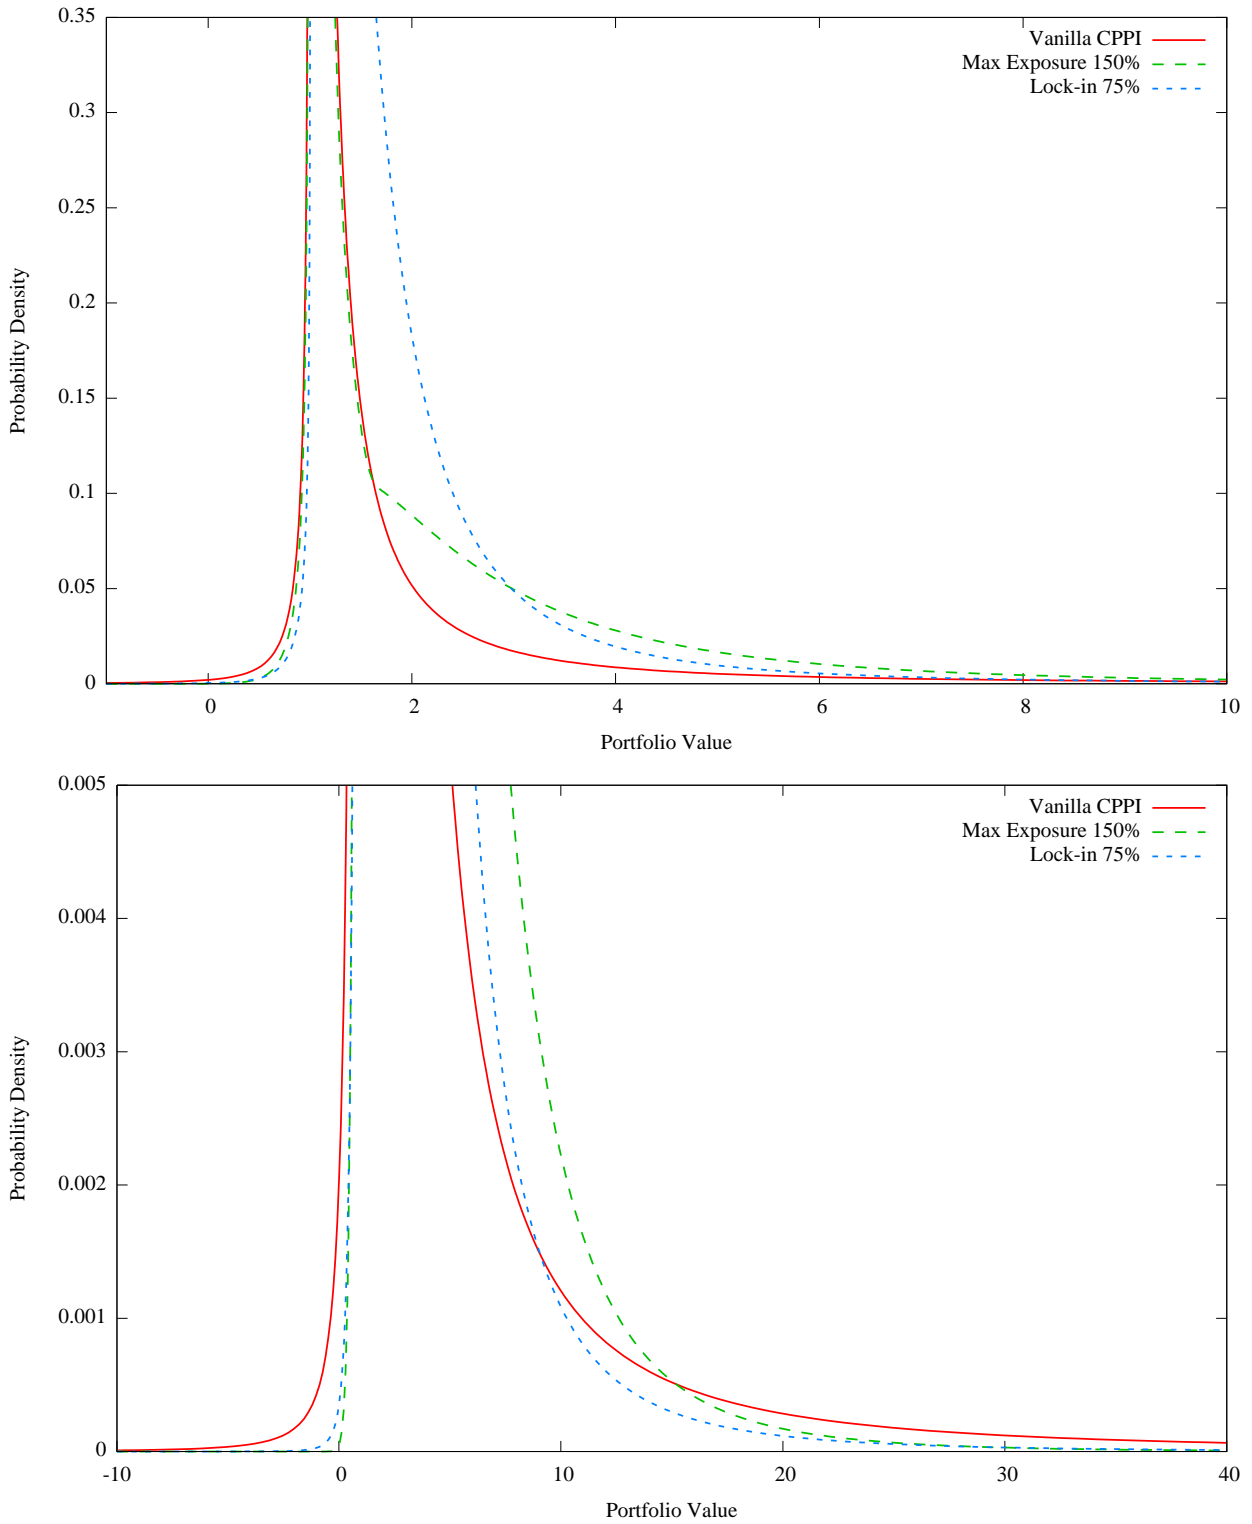 0.35
0.3
0.25
0.2
0.15
0.1
0.05
0
Probability Density
Vanilla CPPI
Max Exposure 150%
Lock-in 75%
0 2 4 6 8 10
Portfolio Value
0.005
0.004
0.003
0.002
0.001
0
Probability Density
Vanilla CPPI
Max Exposure 150%
Lock-in 75%
-10 0 10 20 30 40
Portfolio Value